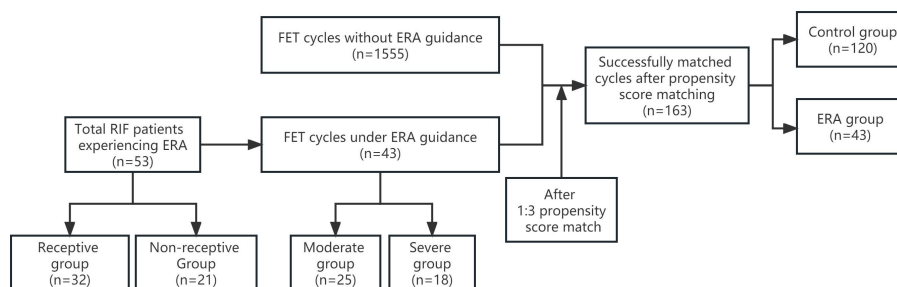 FET cycles without ERA guidance
(n=1555)
Control group
(n=120)
Successfully matched
cycles after propensity
score matching
(n=163)
ERA group
(n=43)
Total RIF patients
experiencing ERA
(n=53)
FET cycles under ERA guidance
(n=43)
After
1:3 propensity
score match
Receptive
group
(n=32)
Non-receptive
Group
(n=21)
Moderate
group
(n=25)
Severe
group
(n=18)